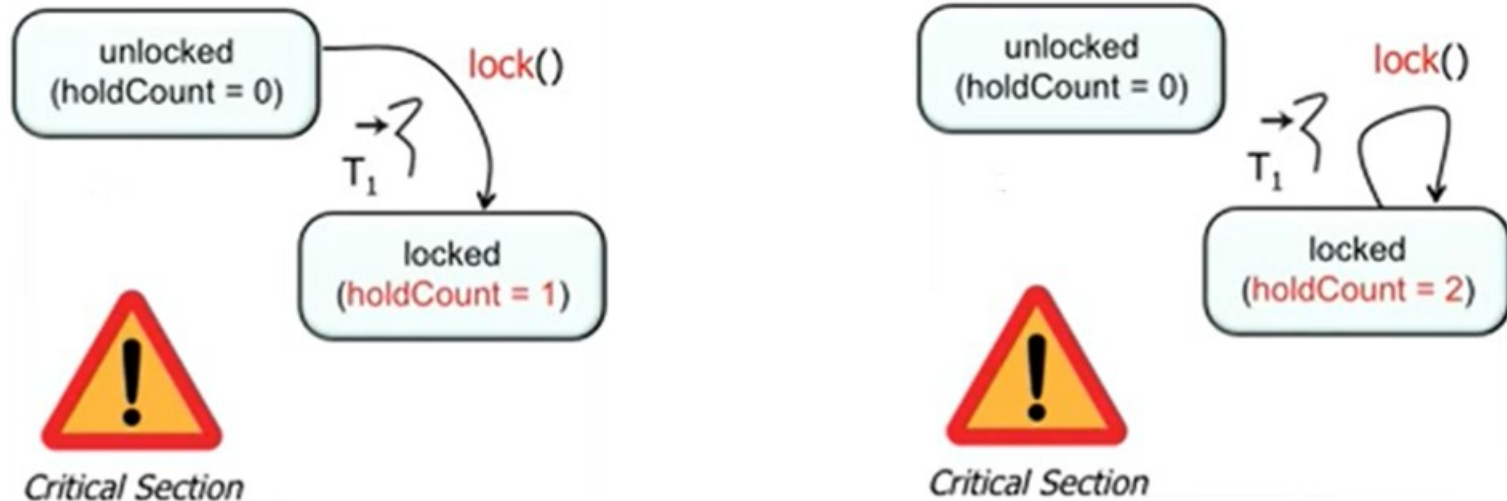 unlocked
(holdCount = 0)
lock()
T₁
locked
(holdCount = 1)
Critical Section
unlocked
(holdCount = 0)
lock()
T₁
locked
(holdCount = 2)
Critical Section